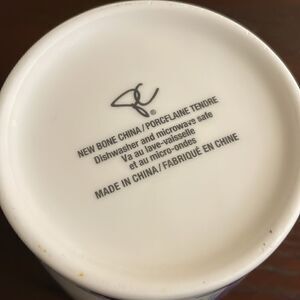 NEW BONE CHINA/PORCELAINE TENDRE
Dishwasher and microwave safe
Va au lave-vaisselle
et au micro-ondes
MADE IN CHINA/FABRIQUÉ EN CHINE